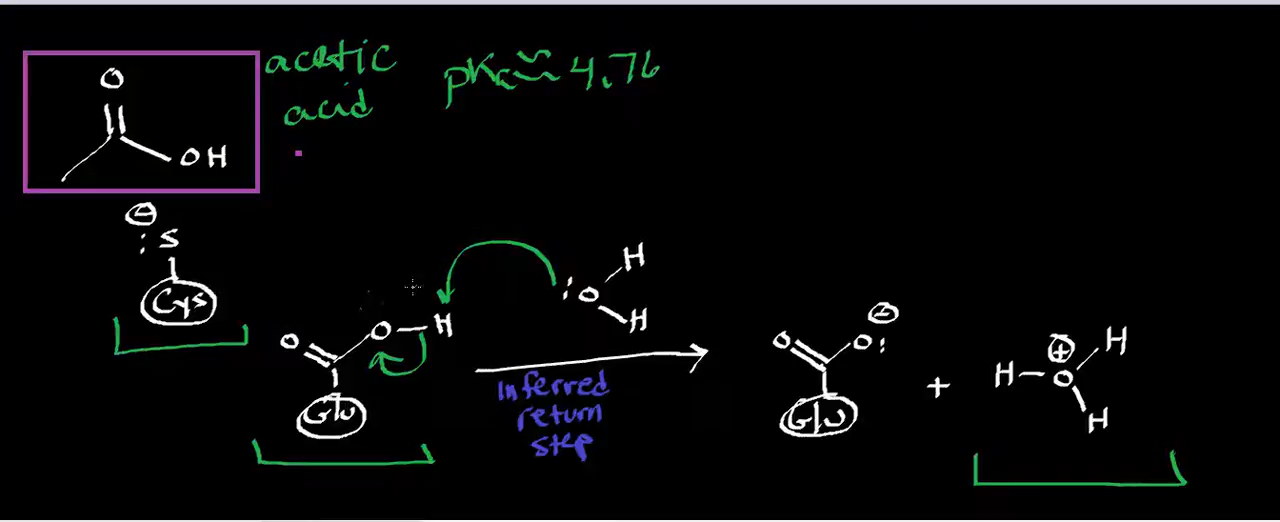 O
OH
acetic
acid
pKa ≈ 4.76
⊖
:S
Cys
O
O—H
Glu
:O
H
H
Inferred
return
step
O
O:
⊖
Glu
+
H—O
⊕
H
H